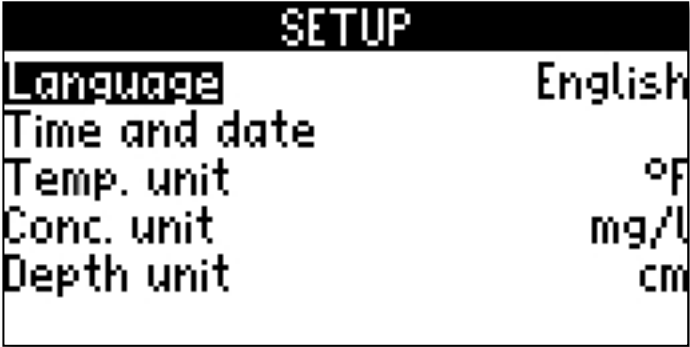 SETUP
Language English
Time and date
Temp. unit °F
Conc. unit mg/l
Depth unit cm